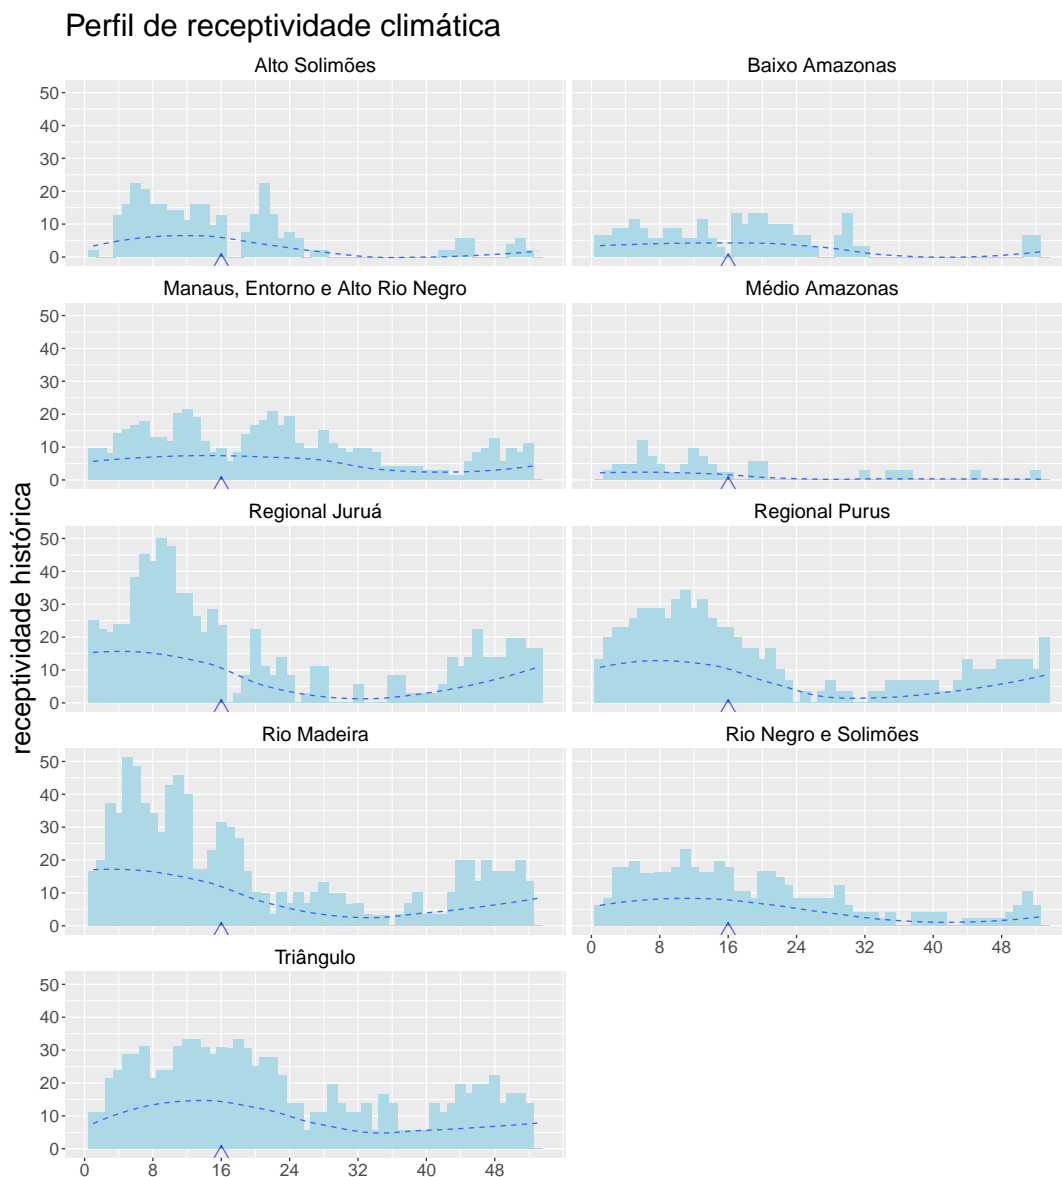 Perfil de receptividade climática
Alto Solimões
Baixo Amazonas
50
40
30
20
10
0
Manaus, Entorno e Alto Rio Negro
Médio Amazonas
50
40
30
20
10
0
receptividade histórica
Regional Juruá
Regional Purus
50
40
30
20
10
0
Rio Madeira
Rio Negro e Solimões
50
40
30
20
10
0
0 8 16 24 32 40 48
Triângulo
50
40
30
20
10
0
0 8 16 24 32 40 48